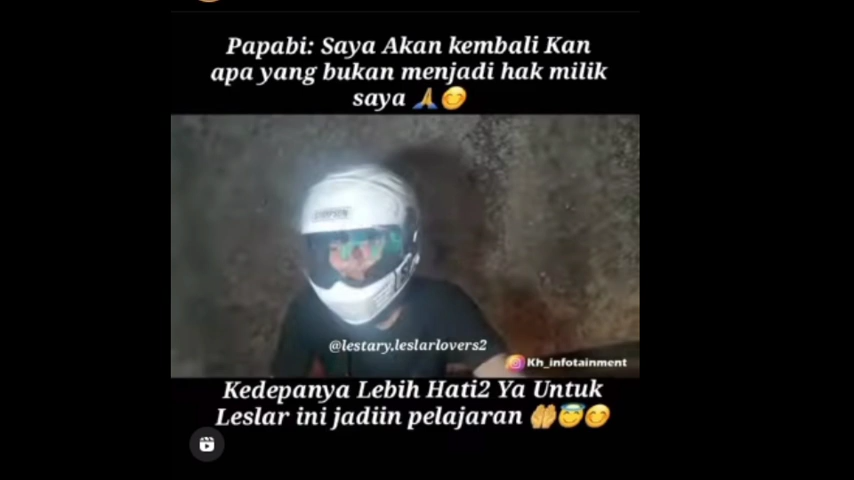 Papabi: Saya Akan kembali Kan
apa yang bukan menjadi hak milik
saya 🙏😊
SIMPSON
@lestary.leslarlovers2
Kh_infotainment
Kedepanya Lebih Hati2 Ya Untuk
Leslar ini jadiin pelajaran 🤲😇😊